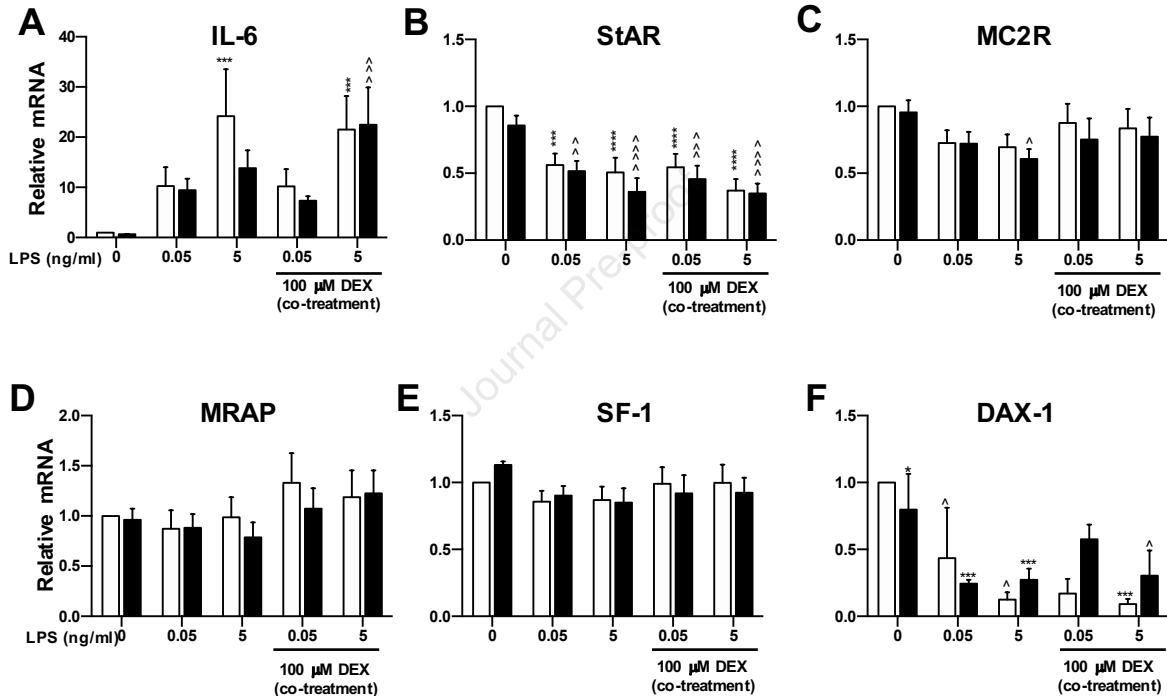 A
IL-6
Relative mRNA
40
30
20
10
0
***
***
^^^
LPS (ng/ml)
0
0.05
5
0.05
5
100 μM DEX
(co-treatment)
B
StAR
1.5
1.0
0.5
0.0
***
^^
****
^^^^
****
^^^
****
^^^^
0
0.05
5
0.05
5
100 μM DEX
(co-treatment)
C
MC2R
1.5
1.0
0.5
0.0
^
0
0.05
5
0.05
5
100 μM DEX
(co-treatment)
Journal Pre-proof
D
MRAP
Relative mRNA
2.0
1.5
1.0
0.5
0.0
LPS (ng/ml)
0
0.05
5
0.05
5
100 μM DEX
(co-treatment)
E
SF-1
1.5
1.0
0.5
0.0
0
0.05
5
0.05
5
100 μM DEX
(co-treatment)
F
DAX-1
1.5
1.0
0.5
0.0
*
^
***
^
***
***
^
0
0.05
5
0.05
5
100 μM DEX
(co-treatment)